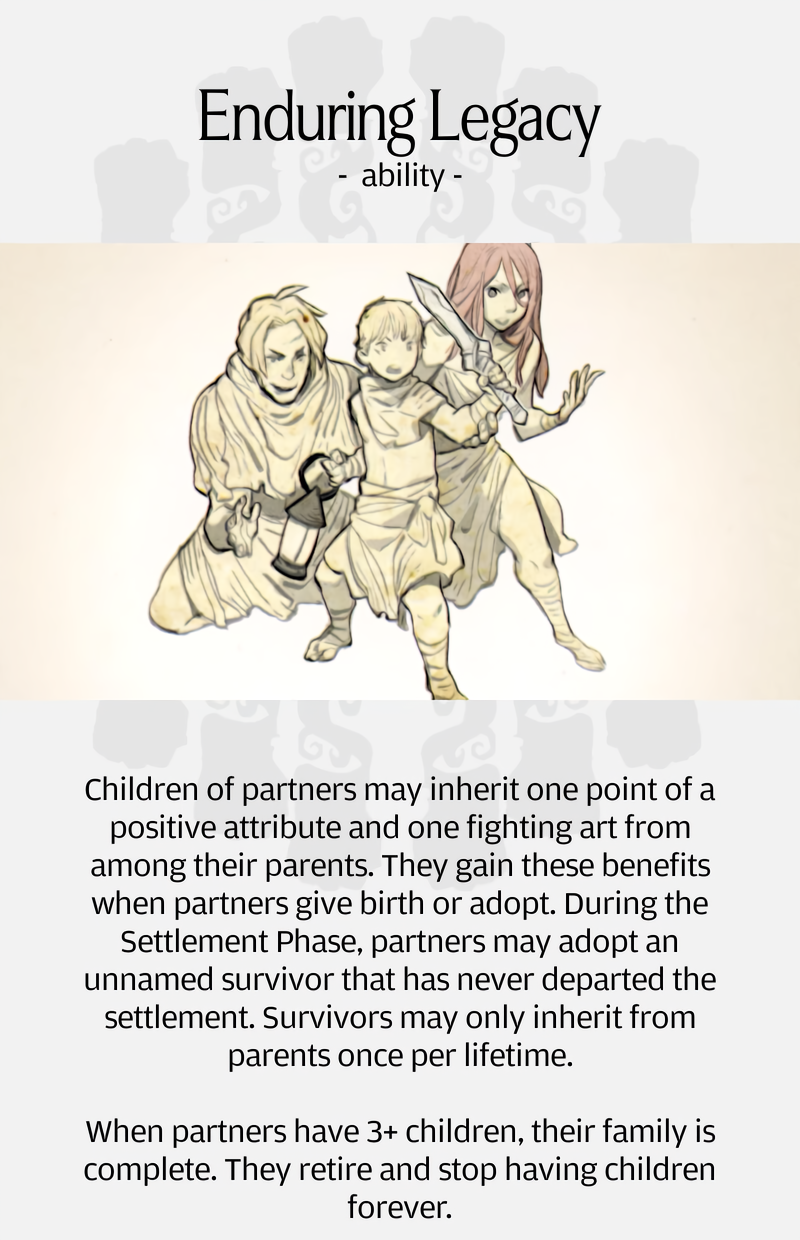 Enduring Legacy
- ability -
Children of partners may inherit one point of a
positive attribute and one fighting art from
among their parents. They gain these benefits
when partners give birth or adopt. During the
Settlement Phase, partners may adopt an
unnamed survivor that has never departed the
settlement. Survivors may only inherit from
parents once per lifetime.
When partners have 3+ children, their family is
complete. They retire and stop having children
forever.